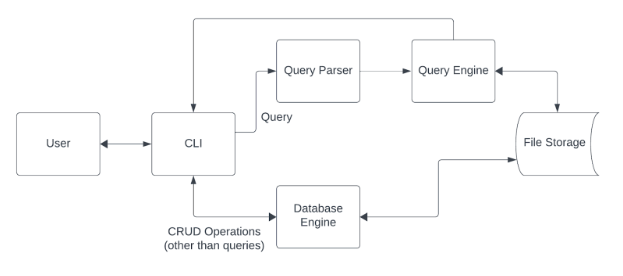 Query Parser
Query Engine
Query
User
CLI
File Storage
Database
Engine
CRUD Operations
(other than queries)